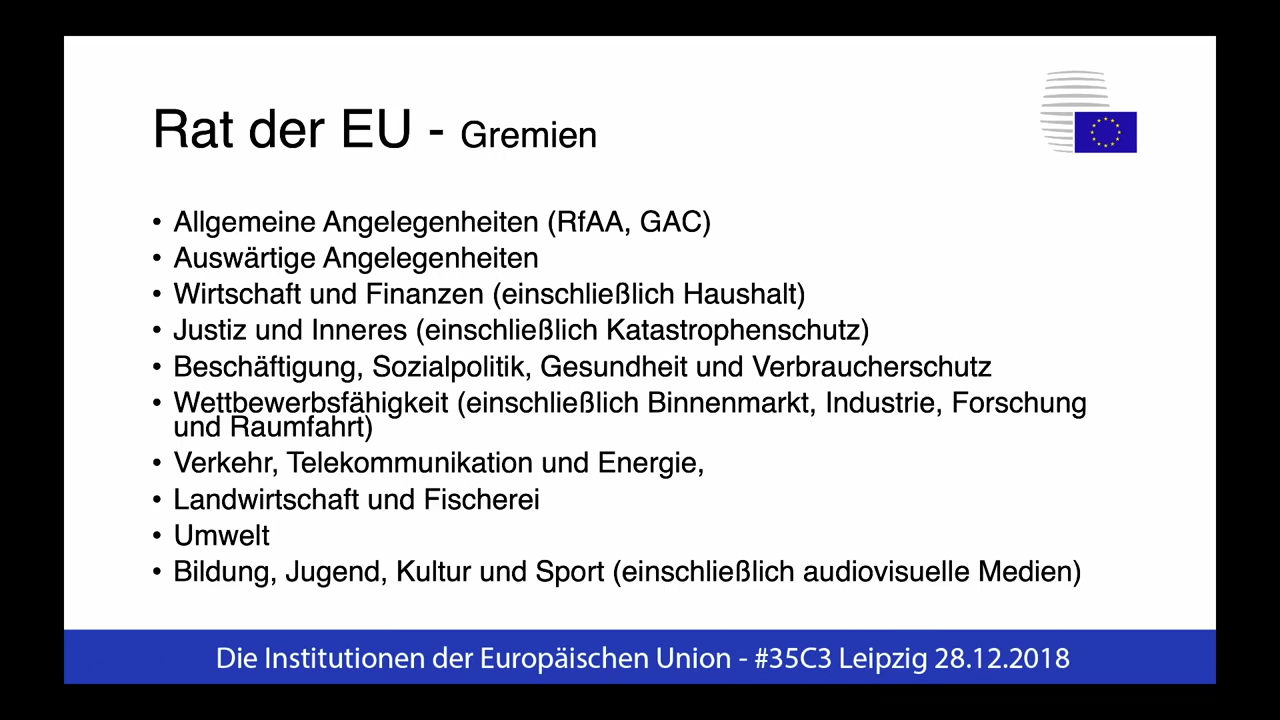 Rat der EU - Gremien
• Allgemeine Angelegenheiten (RfAA, GAC)
• Auswärtige Angelegenheiten
• Wirtschaft und Finanzen (einschließlich Haushalt)
• Justiz und Inneres (einschließlich Katastrophenschutz)
• Beschäftigung, Sozialpolitik, Gesundheit und Verbraucherschutz
• Wettbewerbsfähigkeit (einschließlich Binnenmarkt, Industrie, Forschung
und Raumfahrt)
• Verkehr, Telekommunikation und Energie,
• Landwirtschaft und Fischerei
• Umwelt
• Bildung, Jugend, Kultur und Sport (einschließlich audiovisuelle Medien)
Die Institutionen der Europäischen Union - #35C3 Leipzig 28.12.2018